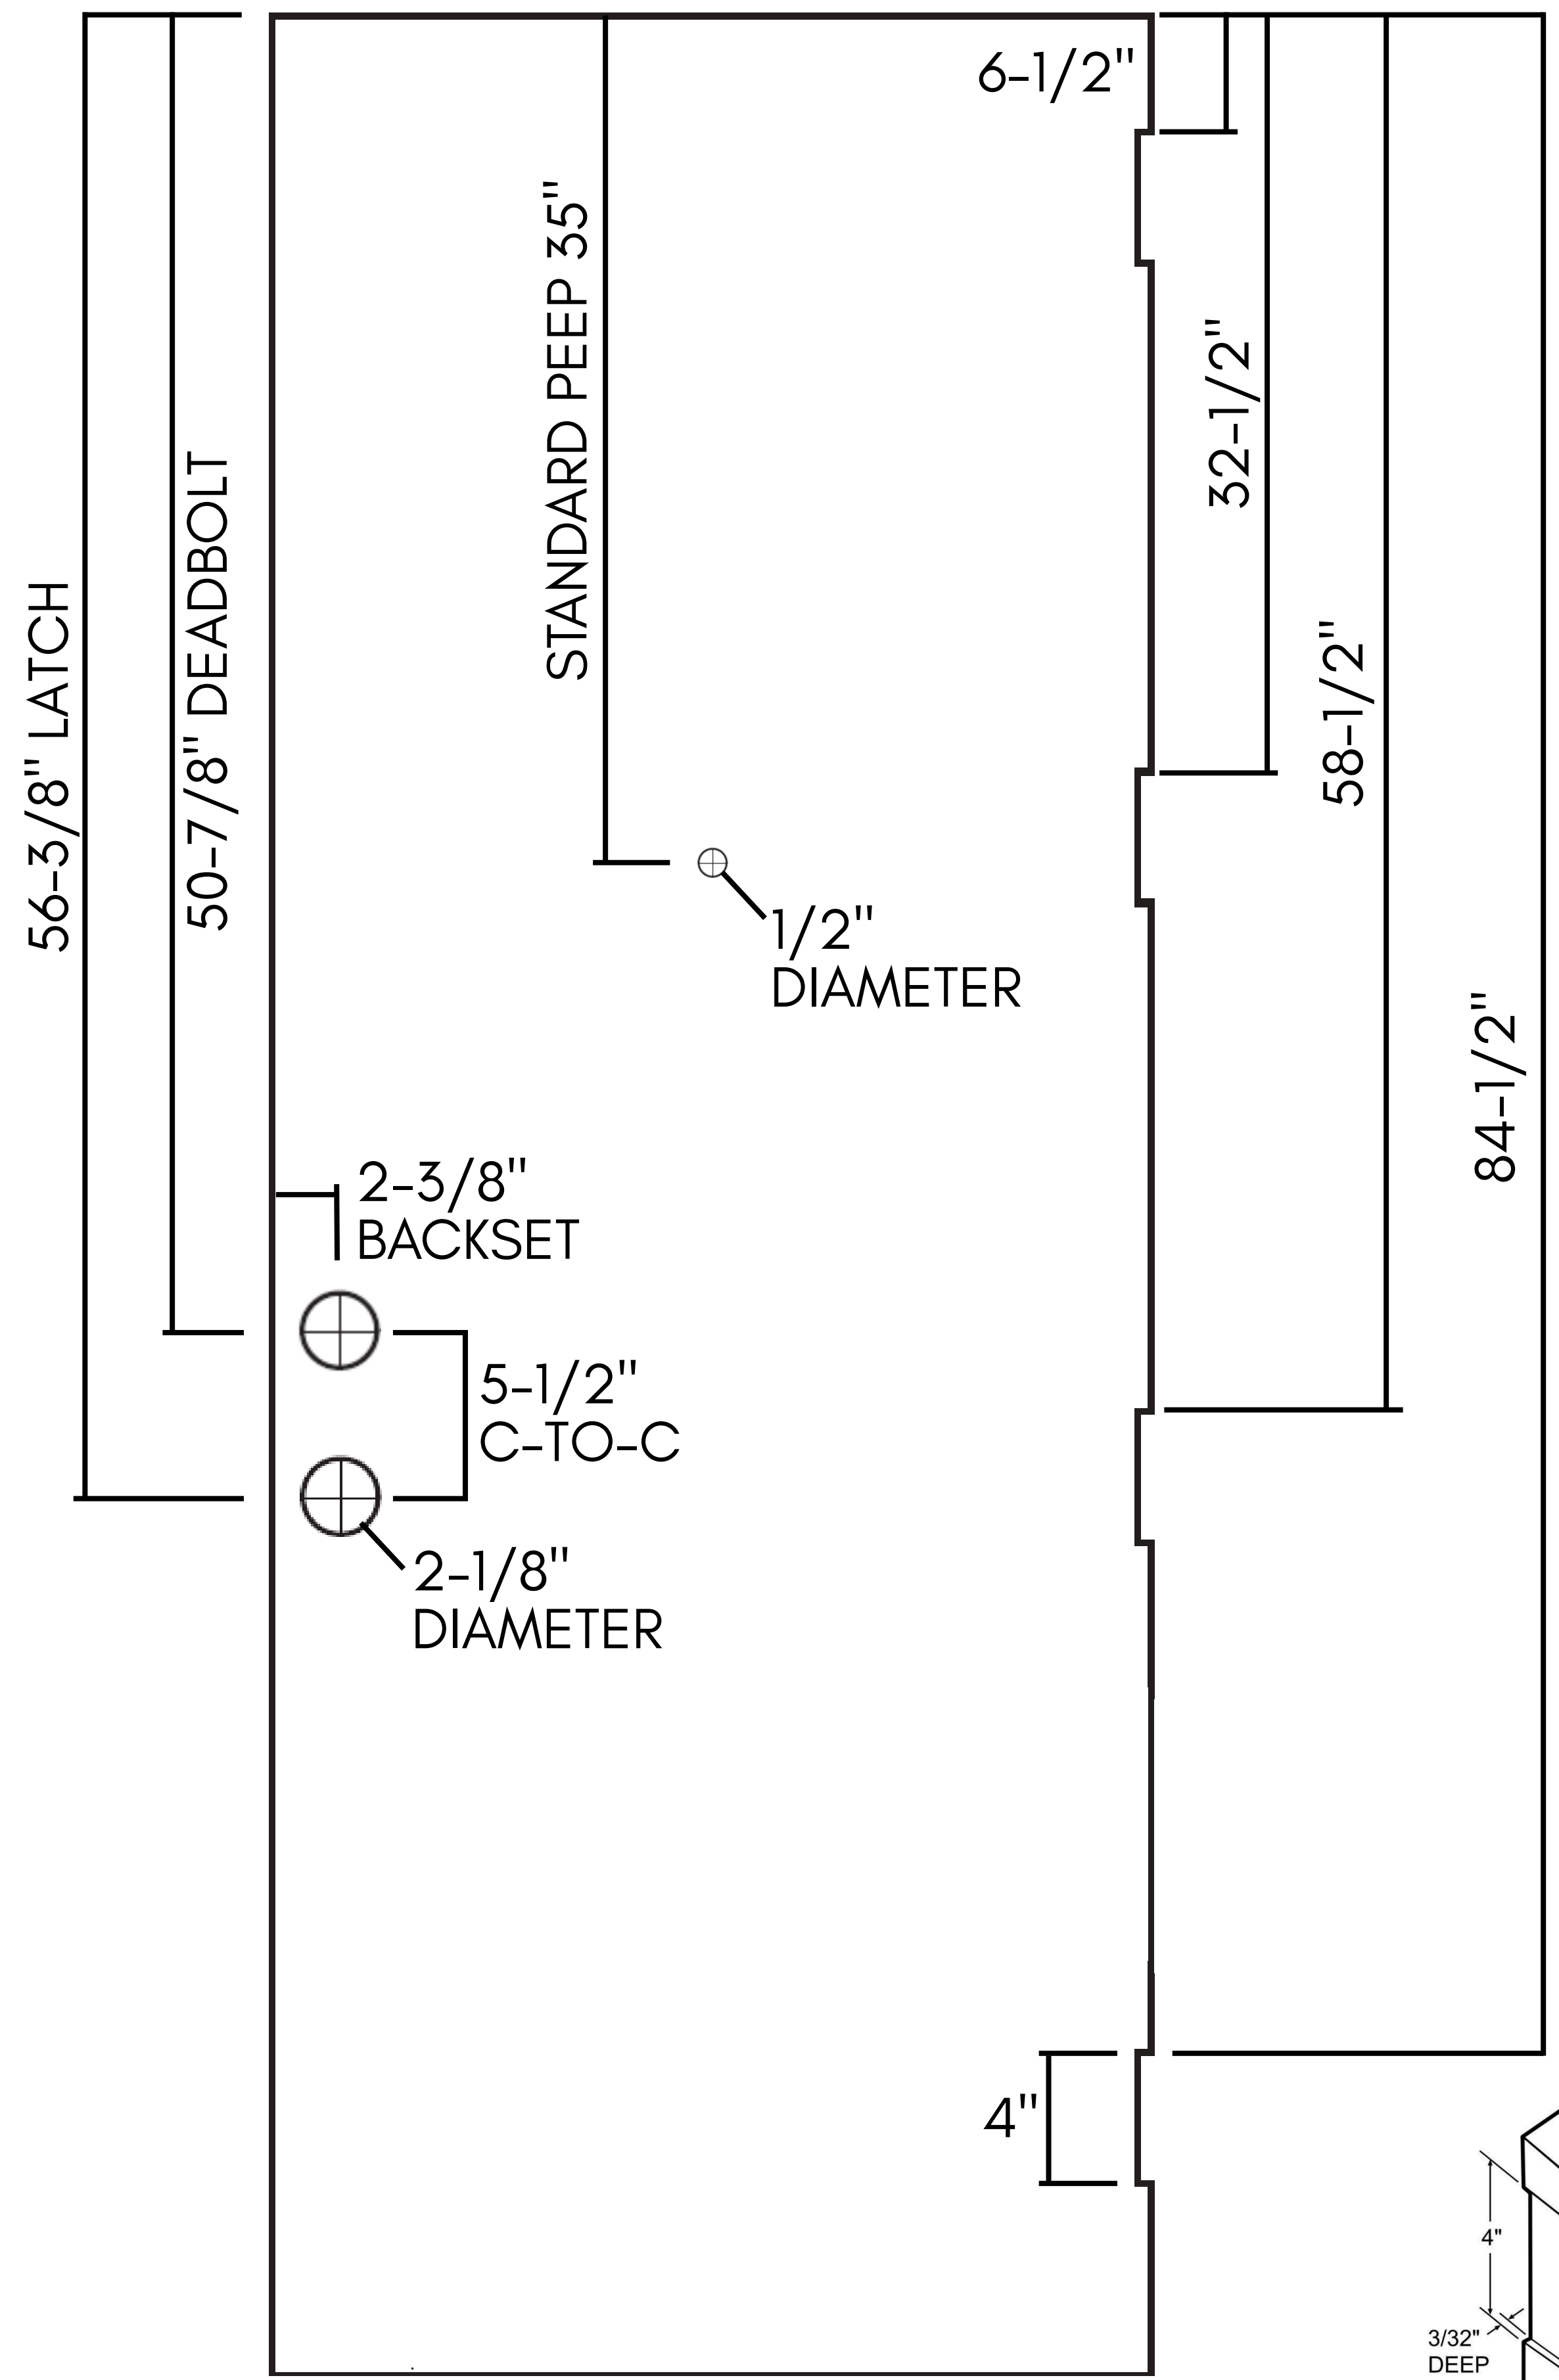 6-1/2"
STANDARD PEEP 35"
32-1/2"
56-3/8" LATCH
50-7/8" DEADBOLT
58-1/2"
1/2"
DIAMETER
84-1/2"
2-3/8"
BACKSET
5-1/2"
C-TO-C
2-1/8"
DIAMETER
4"
4"
3/32"
DEEP